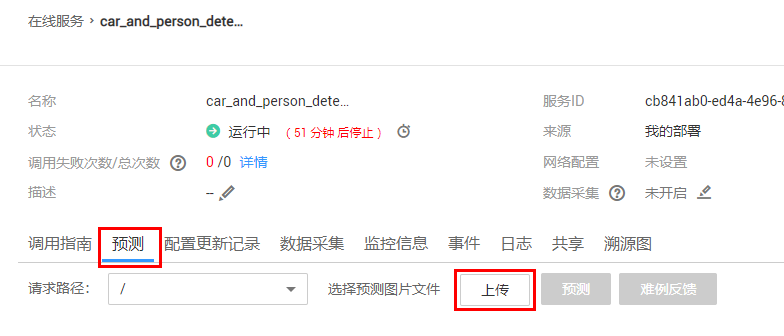 在线服务 › car_and_person_dete...
名称 car_and_person_dete... 服务ID cb841ab0-ed4a-4e96-8
状态 运行中 （51 分钟 后停止） 来源 我的部署
调用失败次数/总次数 ? 0 /0 详情 网络配置 未设置
描述 -- 数据采集 ? 未开启
调用指南 预测 配置更新记录 数据采集 监控信息 事件 日志 共享 溯源图
请求路径： / 选择预测图片文件 上传 预测 难例反馈